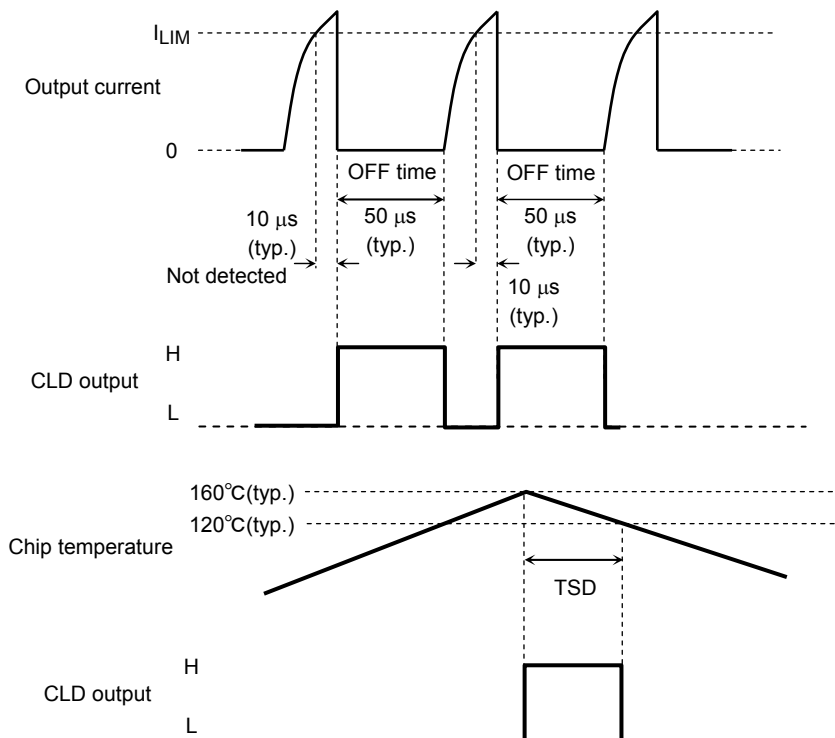 ILIM
Output current
0
OFF time
OFF time
10 μs
(typ.)
50 μs
(typ.)
50 μs
(typ.)
Not detected
10 μs
(typ.)
H
CLD output
L
160°C(typ.)
120°C(typ.)
Chip temperature
TSD
H
CLD output
L